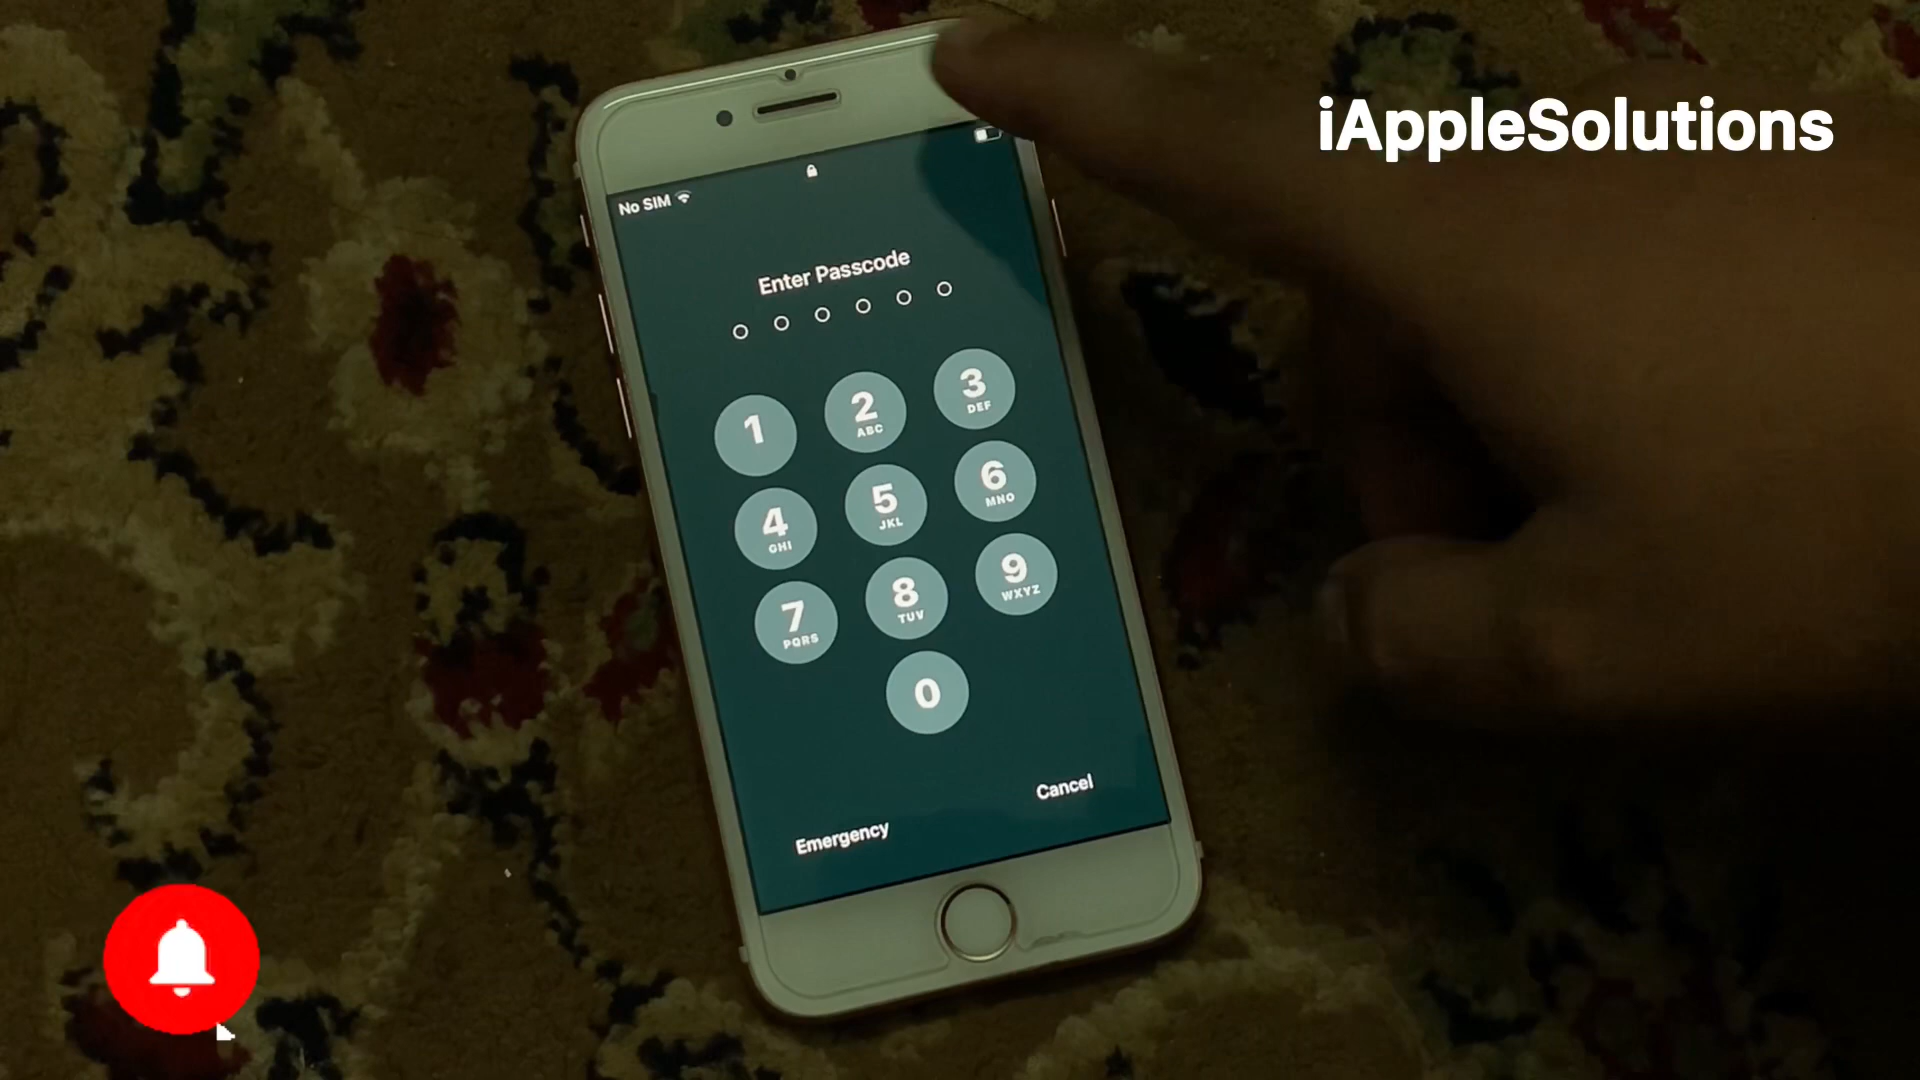 iAppleSolutions
No SIM
Enter Passcode
1
2
ABC
3
DEF
4
GHI
5
JKL
6
MNO
7
PQRS
8
TUV
9
WXYZ
0
Cancel
Emergency